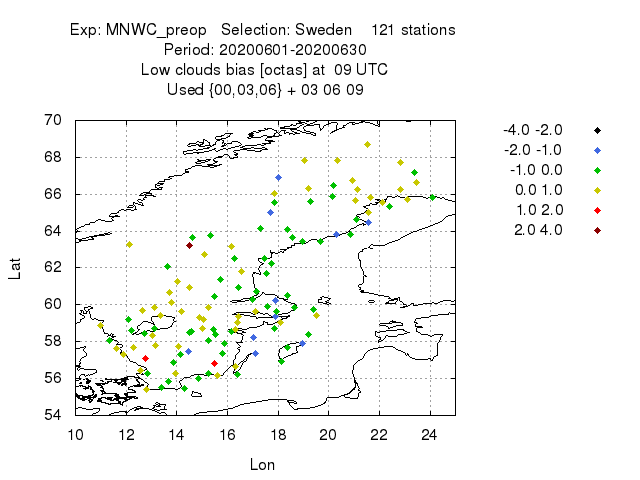 Exp: MNWC_preop   Selection: Sweden    121 stations
Period: 20200601-20200630
Low clouds bias [octas] at  09 UTC
Used {00,03,06} + 03 06 09
70
68
66
64
62
60
58
56
54
Lat
10 12 14 16 18 20 22 24
Lon
-4.0 -2.0
-2.0 -1.0
-1.0 0.0
0.0 1.0
1.0 2.0
2.0 4.0